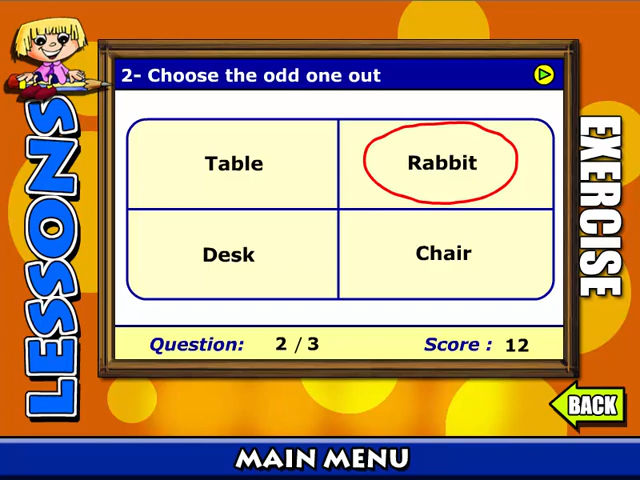 2- Choose the odd one out
Table
Rabbit
Desk
Chair
Question: 2 / 3
Score : 12
LESSONS
EXERCISE
BACK
MAIN MENU